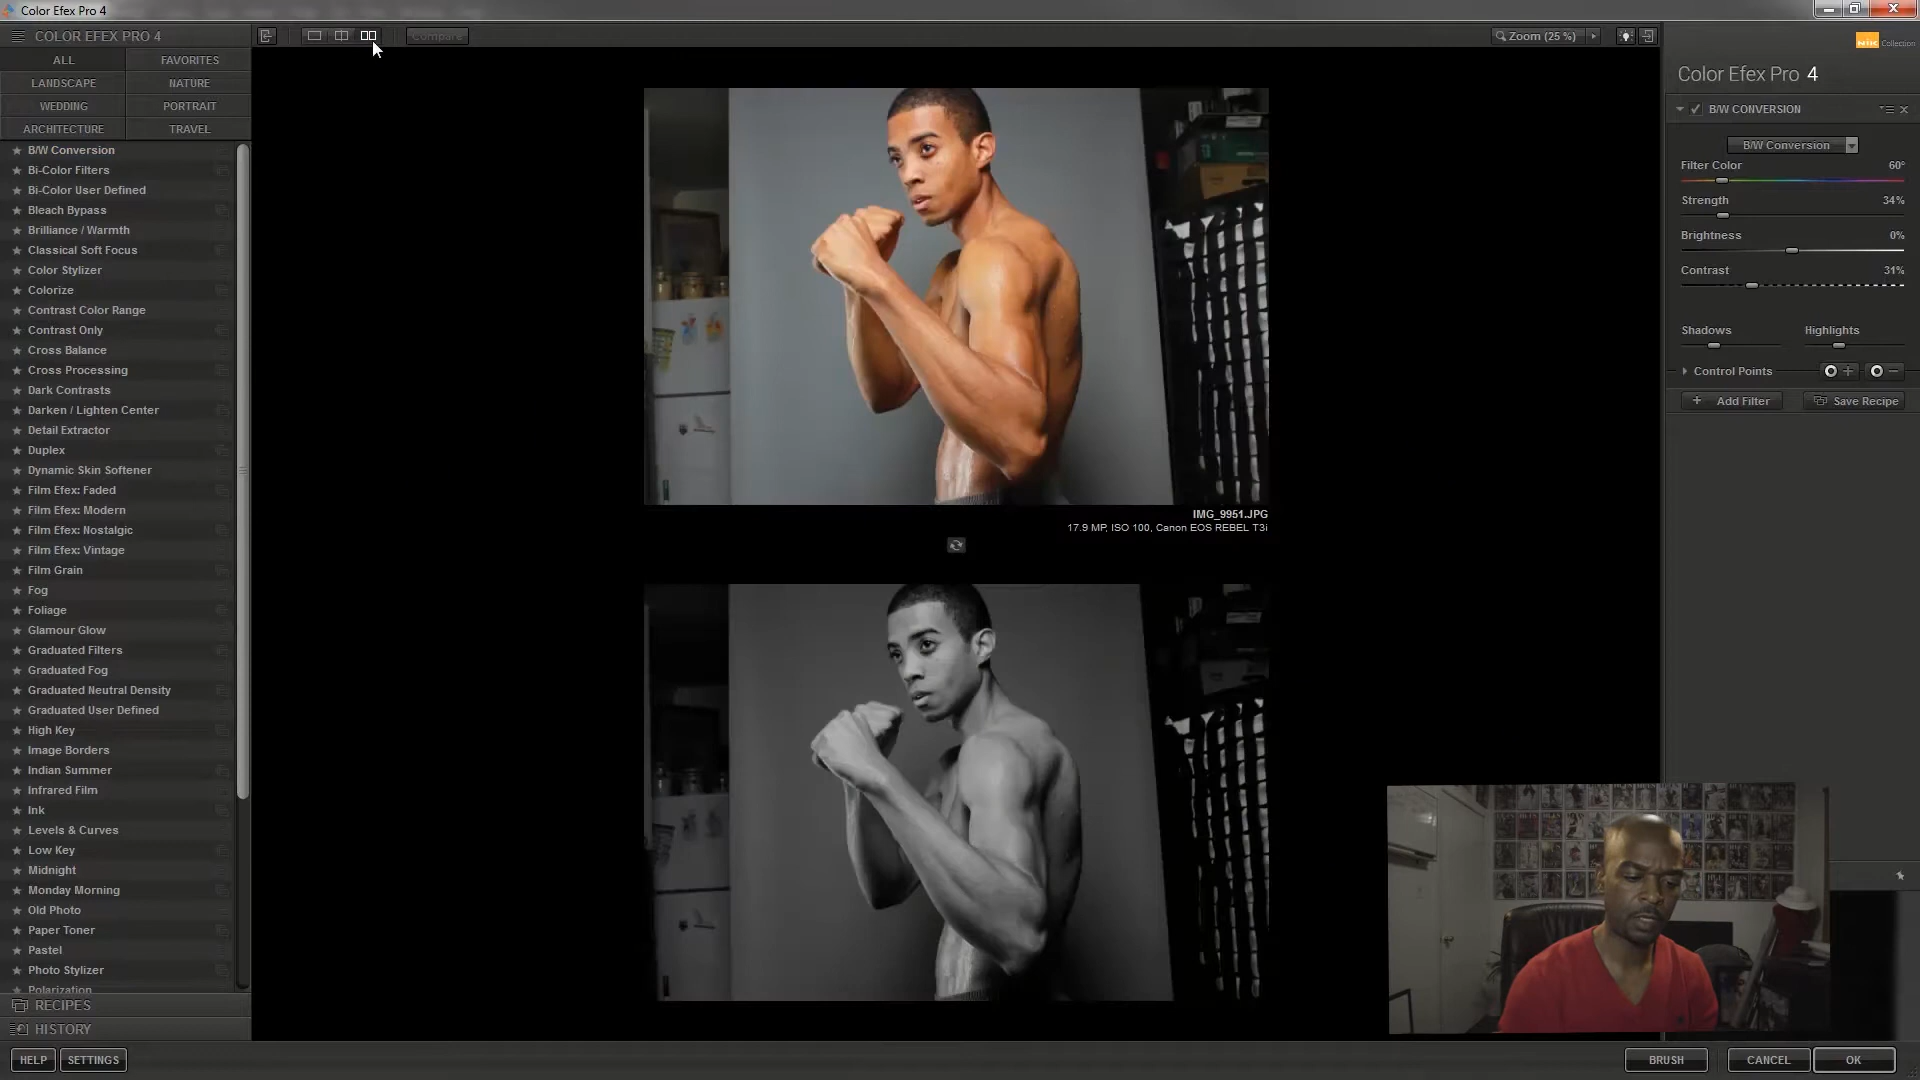 Color Efex Pro 4
COLOR EFEX PRO 4
Compare
Zoom (25 %)
Nik Collection
ALL
FAVORITES
LANDSCAPE
NATURE
WEDDING
PORTRAIT
ARCHITECTURE
TRAVEL
B/W Conversion
Bi-Color Filters
Bi-Color User Defined
Bleach Bypass
Brilliance / Warmth
Classical Soft Focus
Color Stylizer
Colorize
Contrast Color Range
Contrast Only
Cross Balance
Cross Processing
Dark Contrasts
Darken / Lighten Center
Detail Extractor
Duplex
Dynamic Skin Softener
Film Efex: Faded
Film Efex: Modern
Film Efex: Nostalgic
Film Efex: Vintage
Film Grain
Fog
Foliage
Glamour Glow
Graduated Filters
Graduated Fog
Graduated Neutral Density
Graduated User Defined
High Key
Image Borders
Indian Summer
Infrared Film
Ink
Levels & Curves
Low Key
Midnight
Monday Morning
Old Photo
Paper Toner
Pastel
Photo Stylizer
Polarization
RECIPES
HISTORY
HELP
SETTINGS
IMG_9951.JPG
17.9 MP, ISO 100, Canon EOS REBEL T3i
Color Efex Pro 4
B/W CONVERSION
B/W Conversion
Filter Color 60°
Strength 34%
Brightness 0%
Contrast 31%
Shadows
Highlights
Control Points
Add Filter
Save Recipe
BRUSH
CANCEL
OK